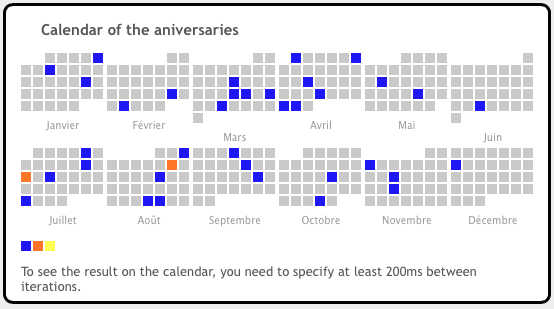 Calendar of the aniversaries
Janvier
Février
Mars
Avril
Mai
Juin
Juillet
Août
Septembre
Octobre
Novembre
Décembre
To see the result on the calendar, you need to specify at least 200ms between
iterations.